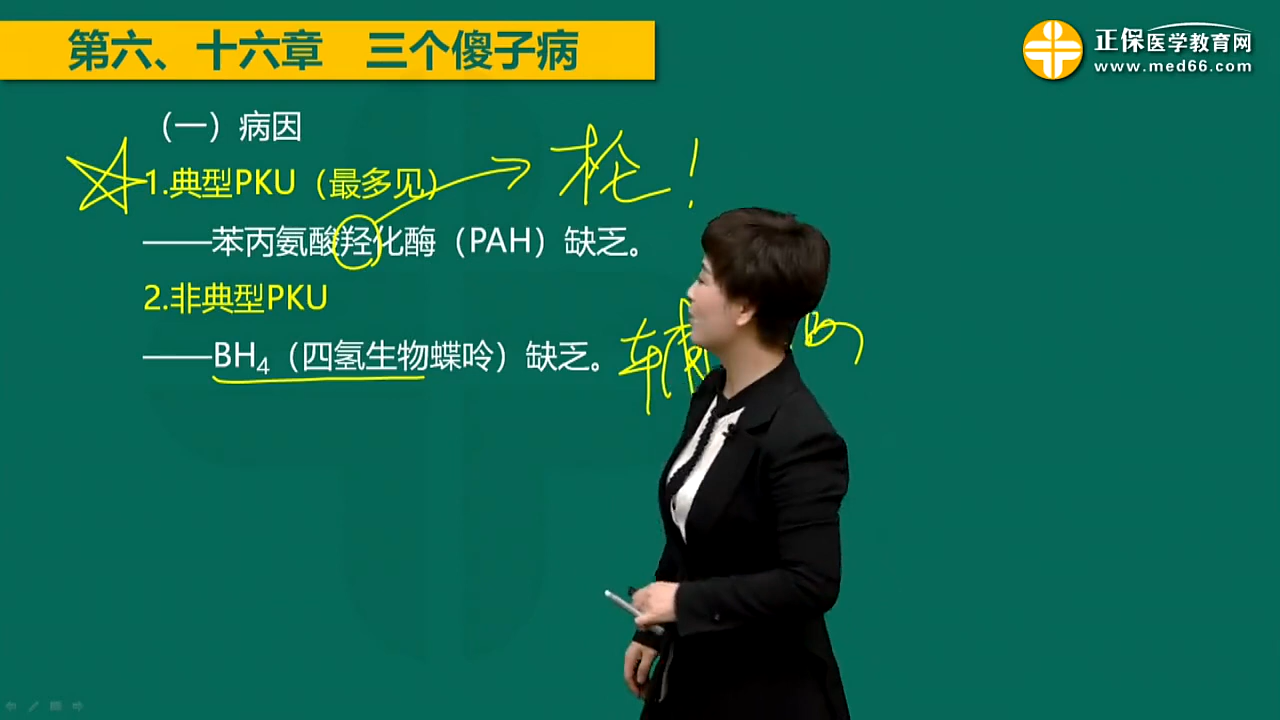 第六、十六章 三个傻子病
正保医学教育网
www.med66.com
（一）病因
1.典型PKU（最多见）
——苯丙氨酸羟化酶（PAH）缺乏。
2.非典型PKU
——BH₄（四氢生物蝶呤）缺乏。